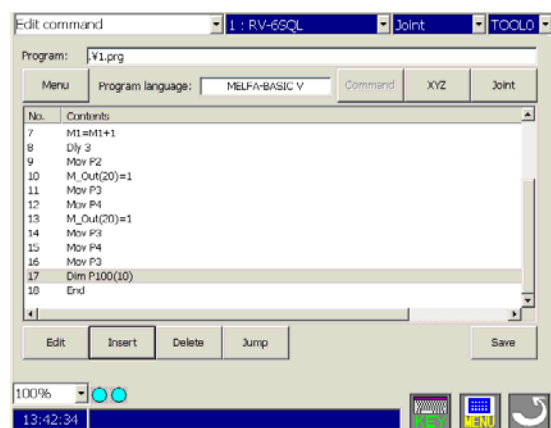 Edit command 1 : RV-6SQL Joint TOOL0
Program: .¥1.prg
Menu Program language: MELFA-BASIC V Command XYZ Joint
No. Contents
7 M1=M1+1
8 Dly 3
9 Mov P2
10 M_Out(20)=1
11 Mov P3
12 Mov P4
13 M_Out(20)=1
14 Mov P3
15 Mov P4
16 Mov P3
17 Dim P100(10)
18 End
Edit Insert Delete Jump Save
100%
13:42:34 KEY MENU